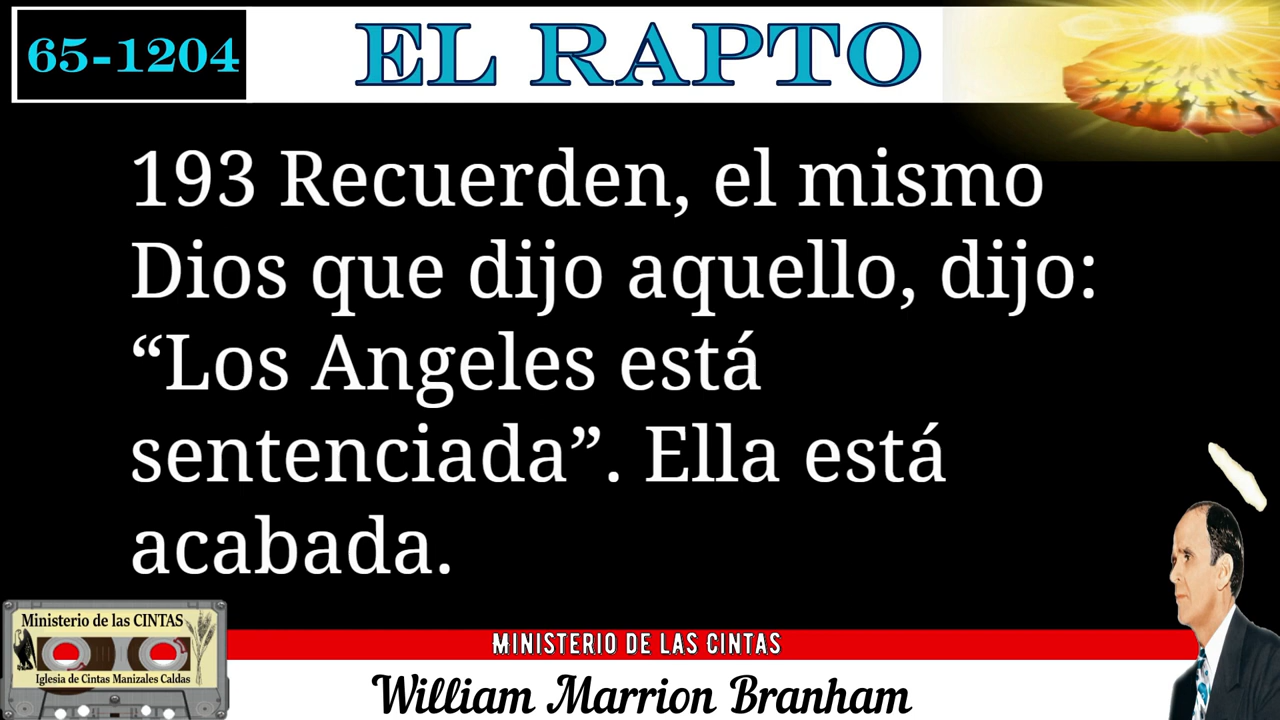 65-1204
EL RAPTO
193 Recuerden, el mismo
Dios que dijo aquello, dijo:
“Los Angeles está
sentenciada”. Ella está
acabada.
Ministerio de las CINTAS
Iglesia de Cintas Manizales Caldas
MINISTERIO DE LAS CINTAS
William Marrion Branham